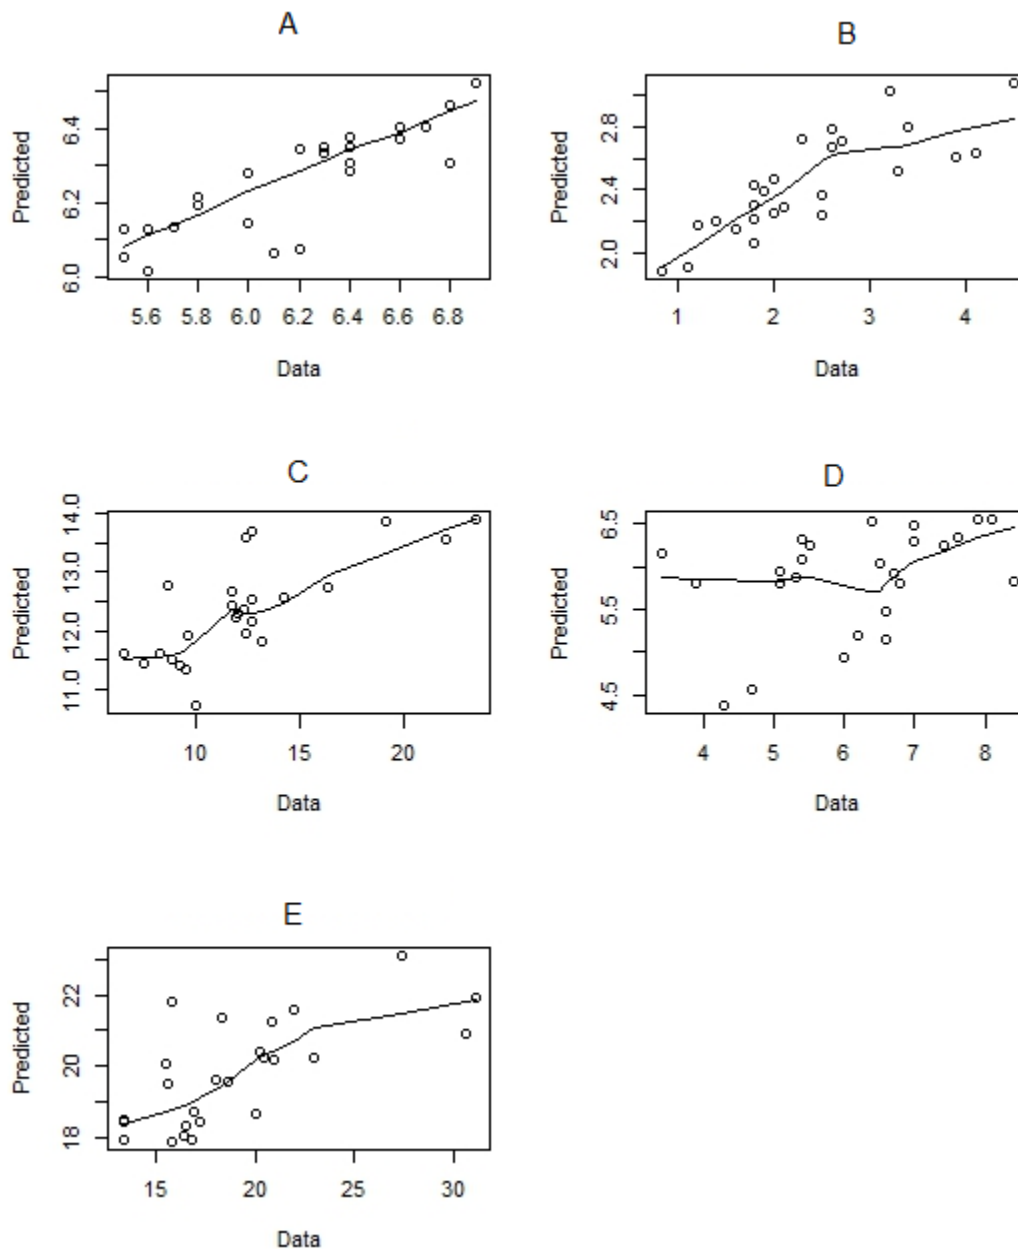 A
Predicted
6.0 6.2 6.4
5.6 5.8 6.0 6.2 6.4 6.6 6.8
Data
B
Predicted
2.0 2.4 2.8
1 2 3 4
Data
C
Predicted
11.0 12.0 13.0 14.0
10 15 20
Data
D
Predicted
4.5 5.5 6.5
4 5 6 7 8
Data
E
Predicted
18 20 22
15 20 25 30
Data